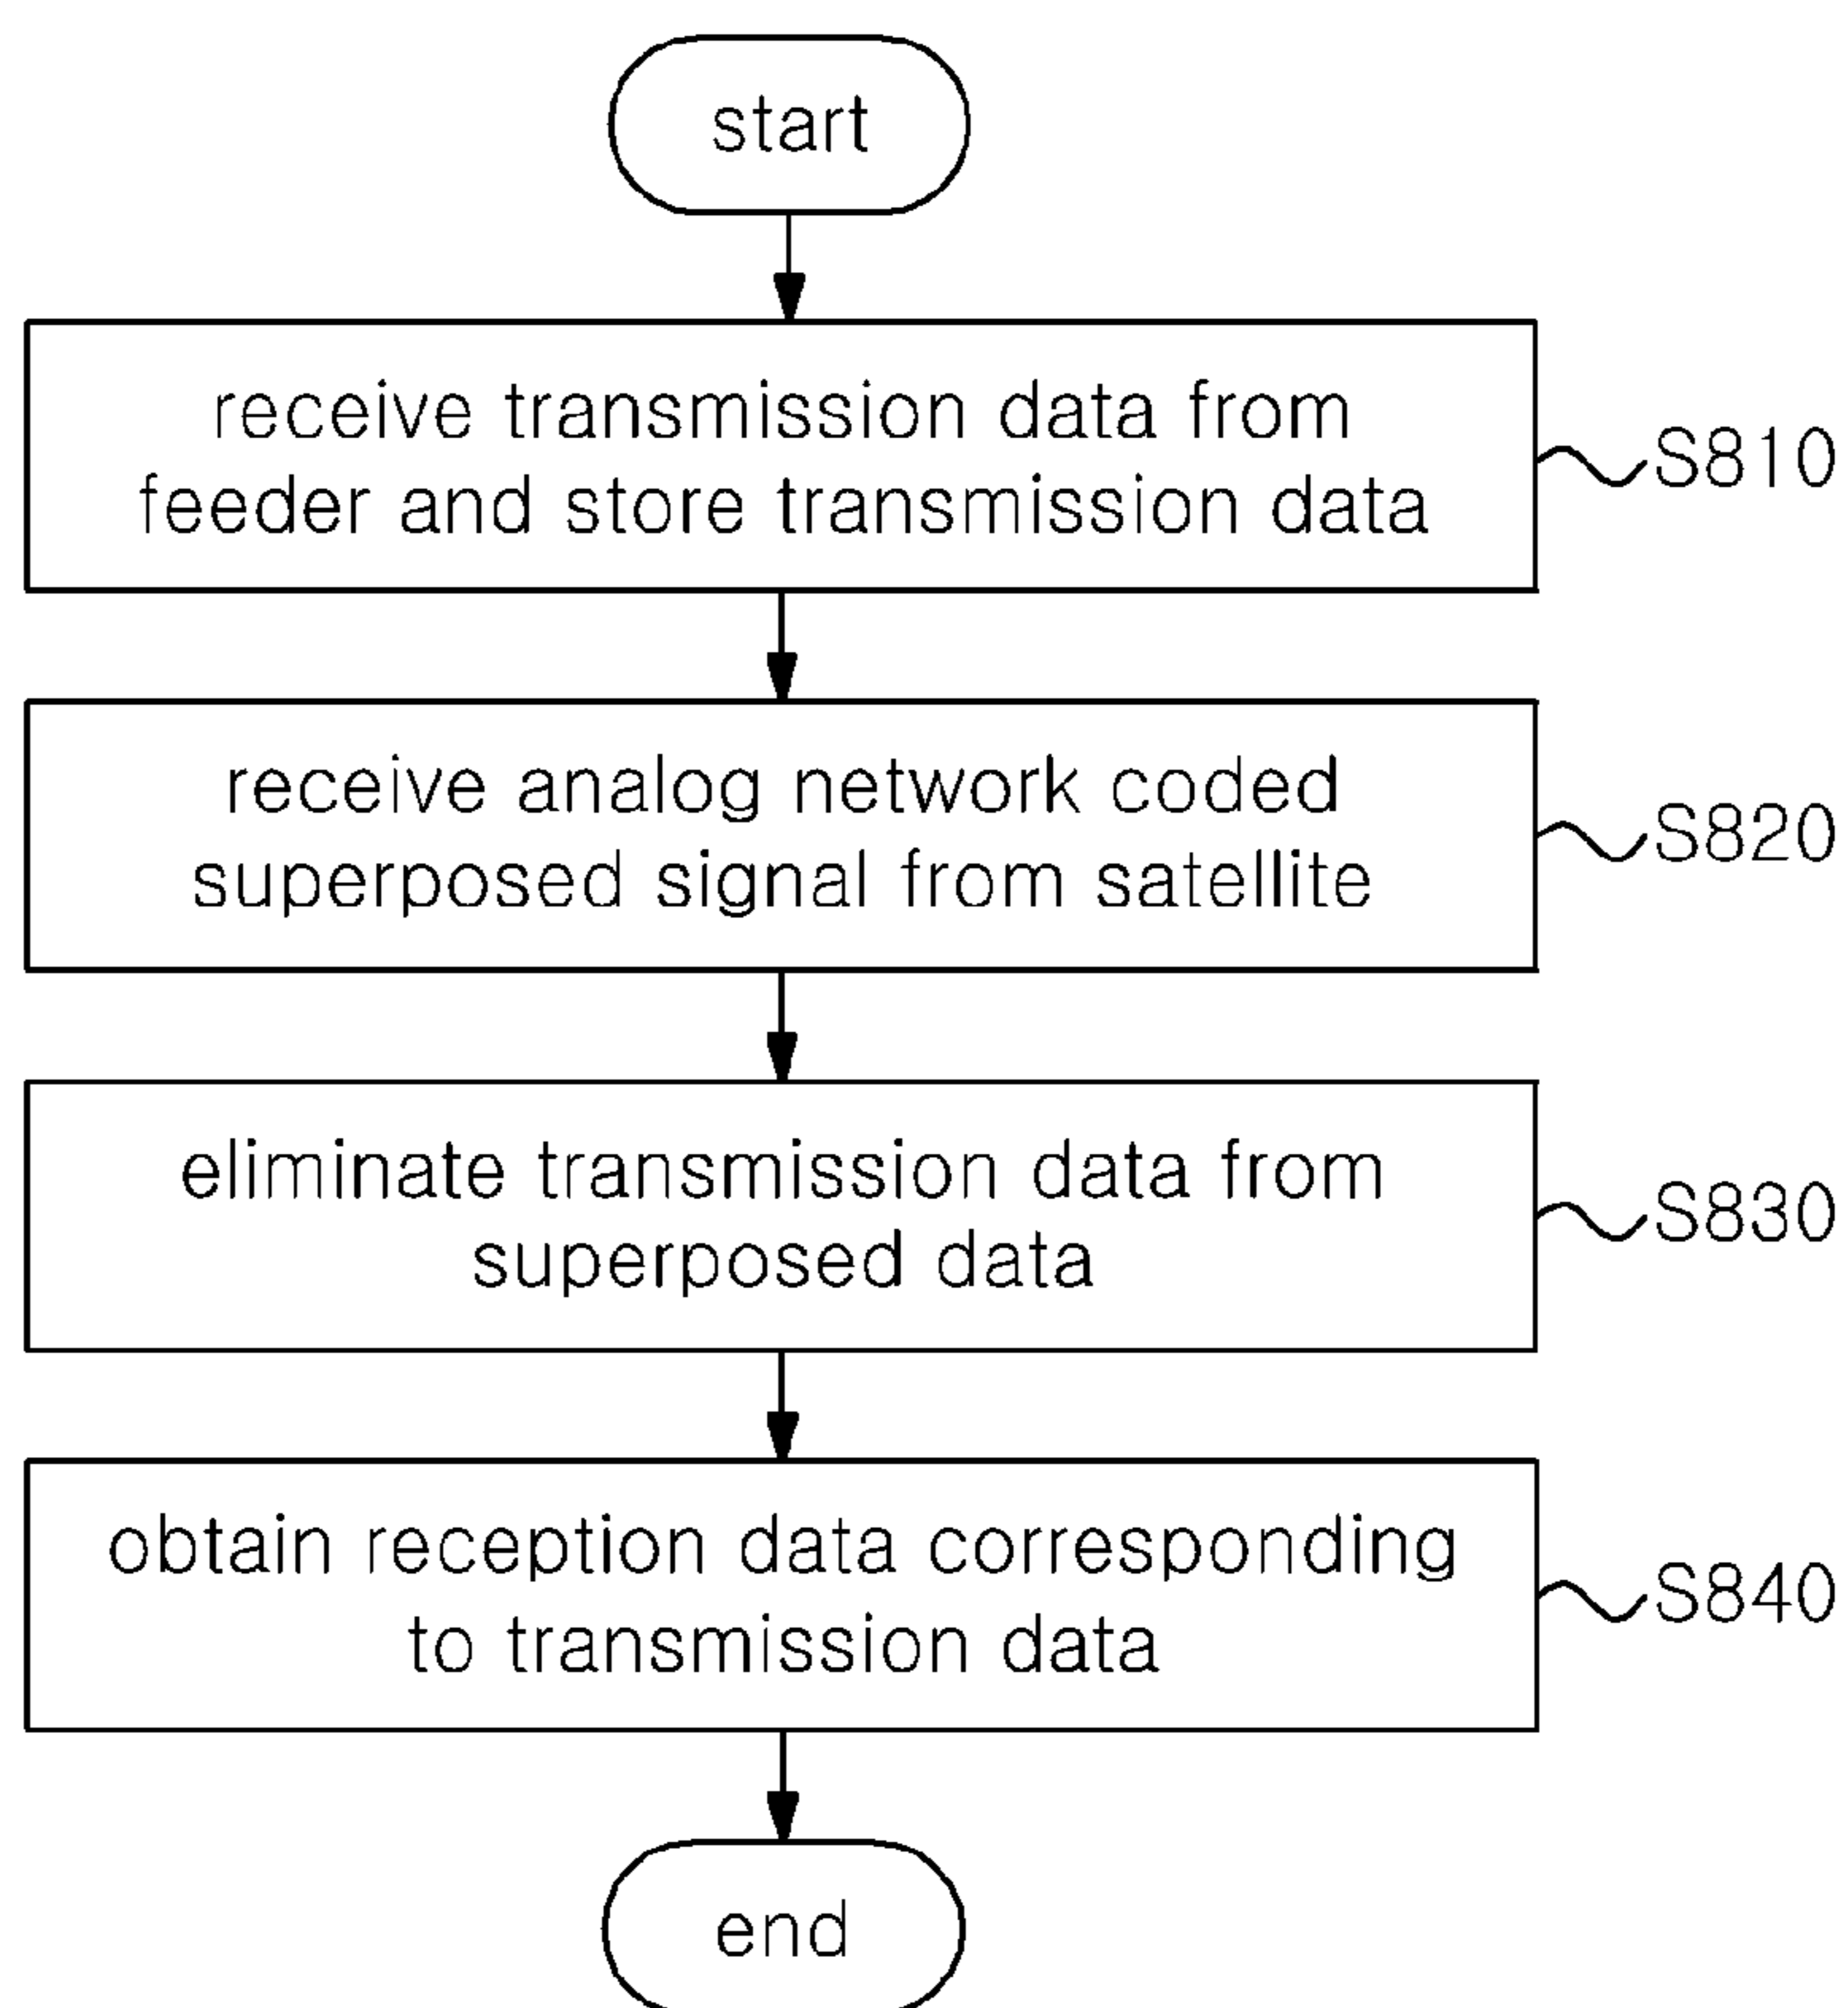 start
receive transmission data from
feeder and store transmission data
S810
receive analog network coded
superposed signal from satellite
S820
eliminate transmission data from
superposed data
S830
obtain reception data corresponding
to transmission data
S840
end